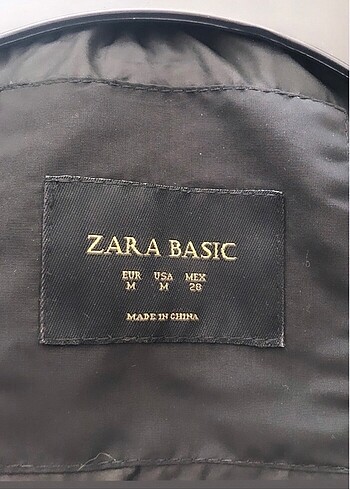 ZARA BASIC
EUR USA MEX
M M 28
MADE IN CHINA